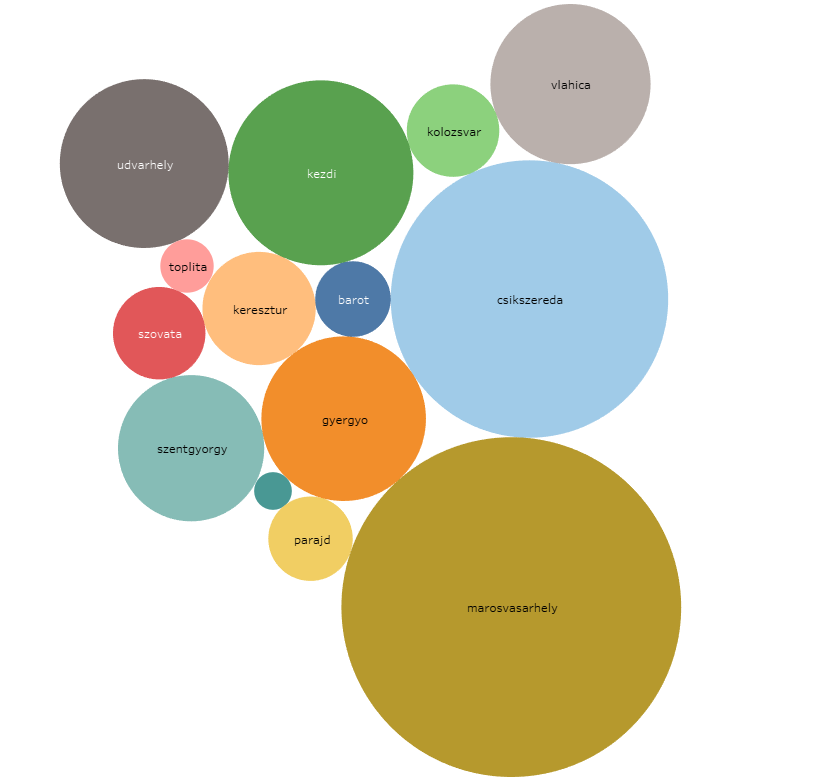 vlahica
kolozsvar
udvarhely
kezdi
toplita
keresztur
barot
csikszereda
szovata
gyergyo
szentgyorgy
parajd
marosvasarhely